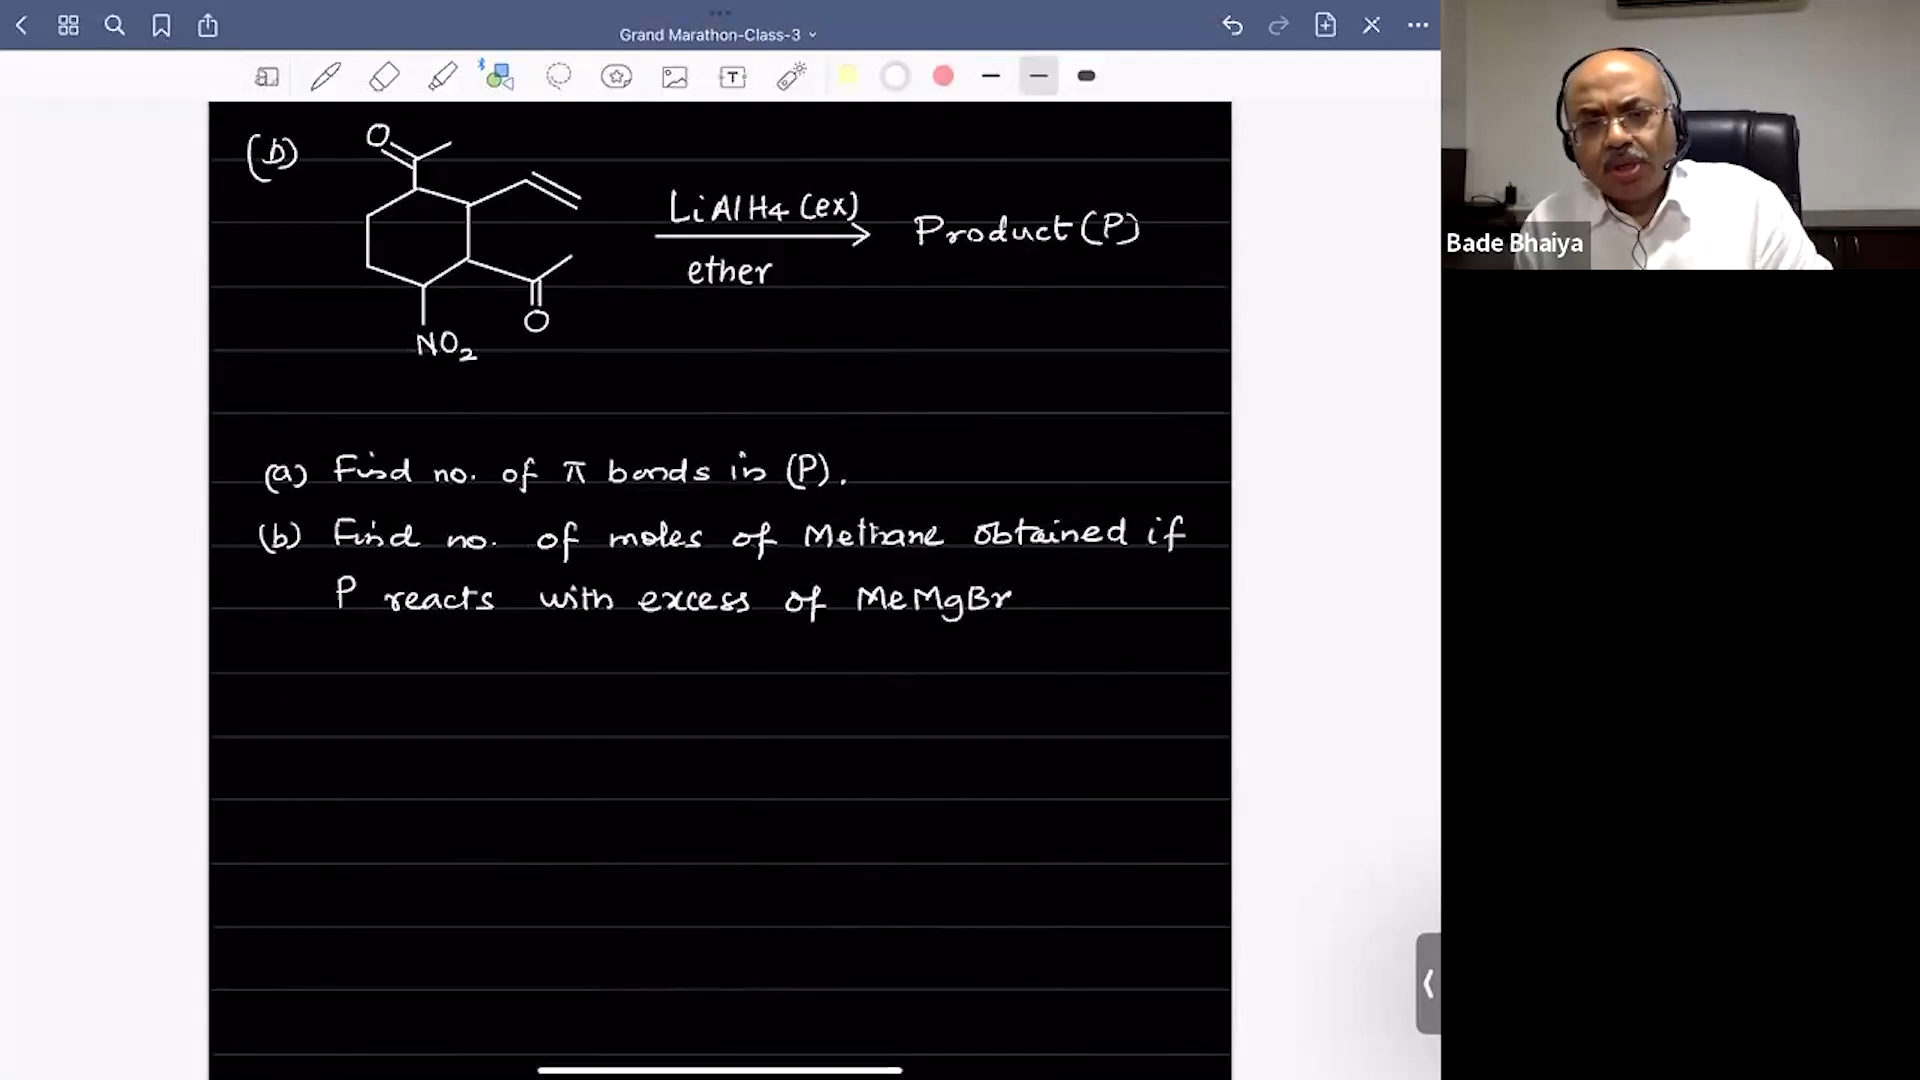 Grand Marathon-Class-3
(D)
O
LiAlH4 (ex)
ether
Product (P)
O
NO2
Bade Bhaiya
(a) Find no. of π bonds in (P).
(b) Find no. of moles of Methane obtained if
P reacts with excess of MeMgBr